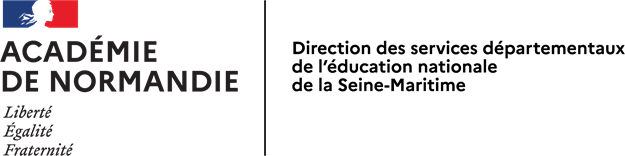 ACADÉMIE
DE NORMANDIE
Liberté
Égalité
Fraternité
Direction des services départementaux
de l'éducation nationale
de la Seine-Maritime